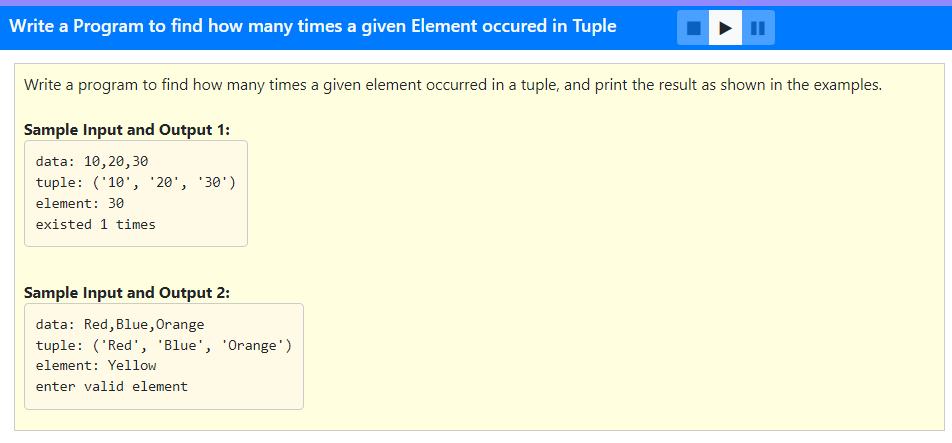 Write a Program to find how many times a given Element occured in Tuple
Write a program to find how many times a given element occurred in a tuple, and print the result as shown in the examples.
Sample Input and Output 1:
data: 10,20,30
tuple: ('10', '20', '30')
element: 30
existed 1 times
Sample Input and Output 2:
data: Red,Blue,Orange
tuple: ('Red', 'Blue', 'Orange')
element: Yellow
enter valid element